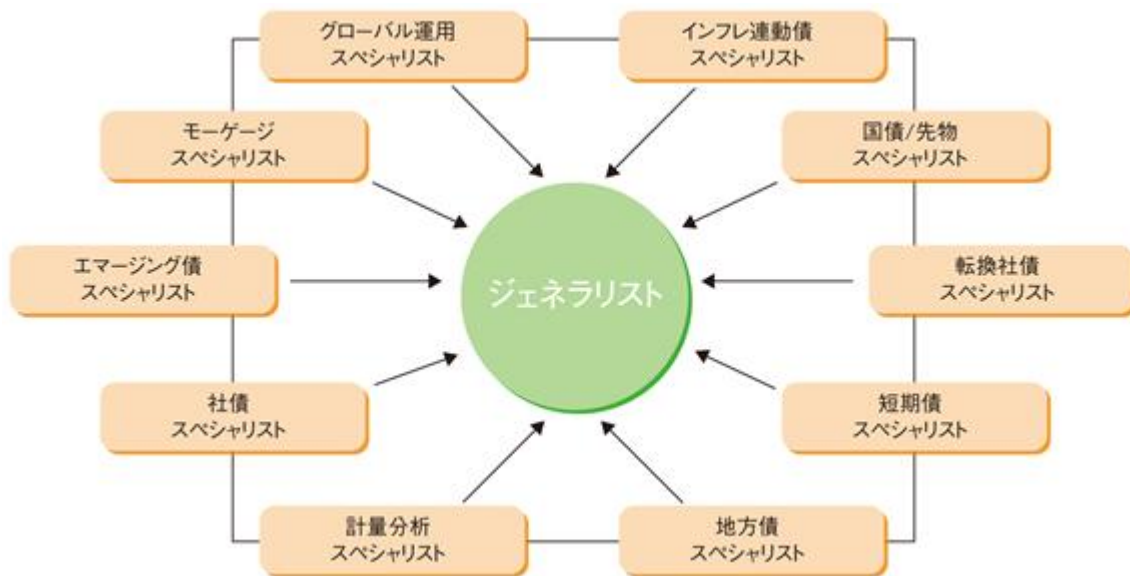 グローバル運用
スペシャリスト
インフレ連動債
スペシャリスト
モーゲージ
スペシャリスト
国債/先物
スペシャリスト
エマージング債
スペシャリスト
ジェネラリスト
転換社債
スペシャリスト
社債
スペシャリスト
短期債
スペシャリスト
計量分析
スペシャリスト
地方債
スペシャリスト